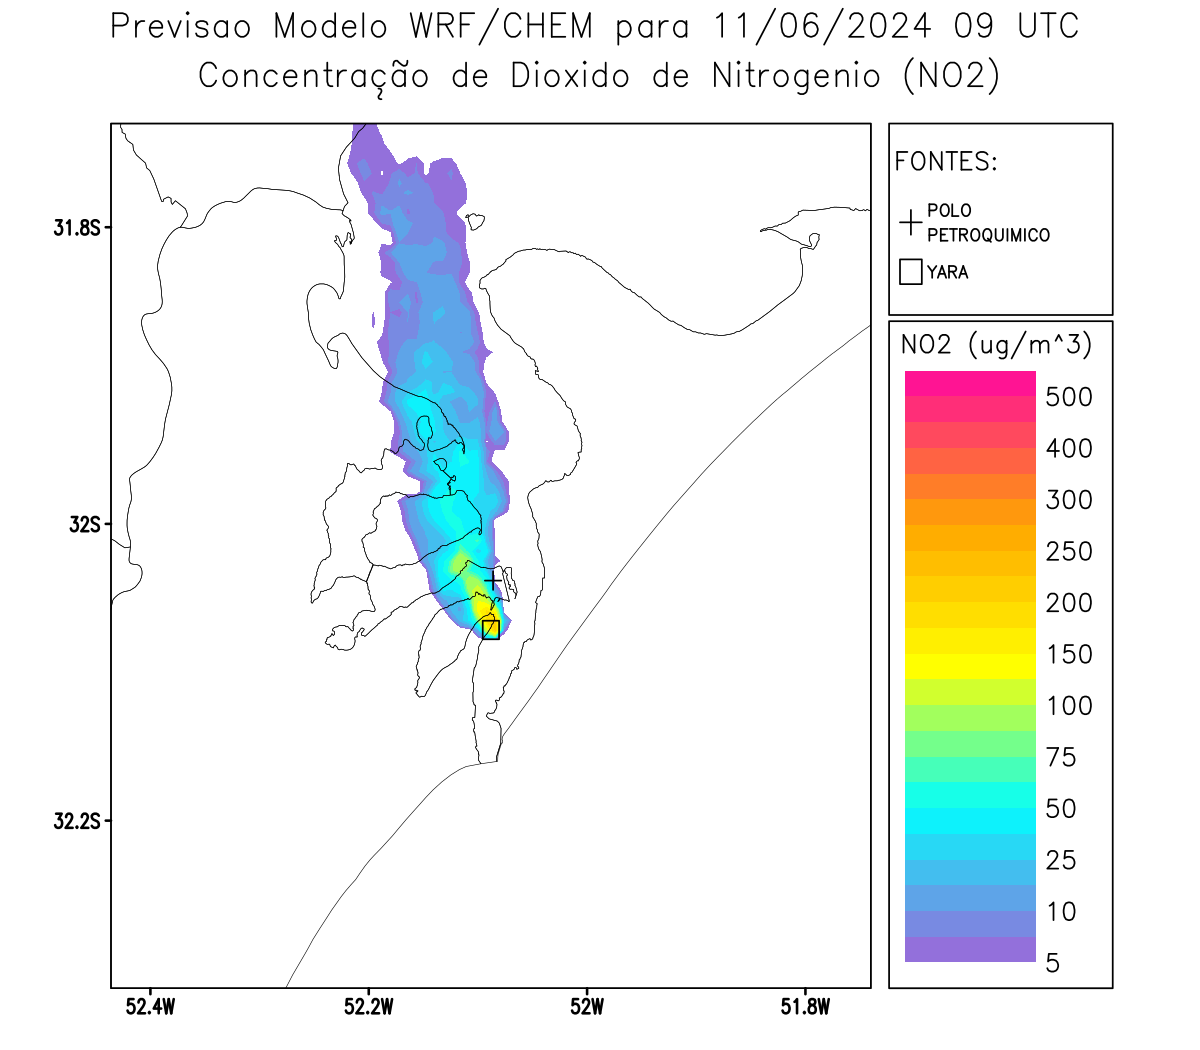 Previsao Modelo WRF/CHEM para 11/06/2024 09 UTC
Concentração de Dioxido de Nitrogenio (NO2)
FONTES:
POLO
PETROQUIMICO
YARA
NO2 (ug/m^3)
500
400
300
250
200
150
100
75
50
25
10
5
31.8S
32S
32.2S
52.4W
52.2W
52W
51.8W